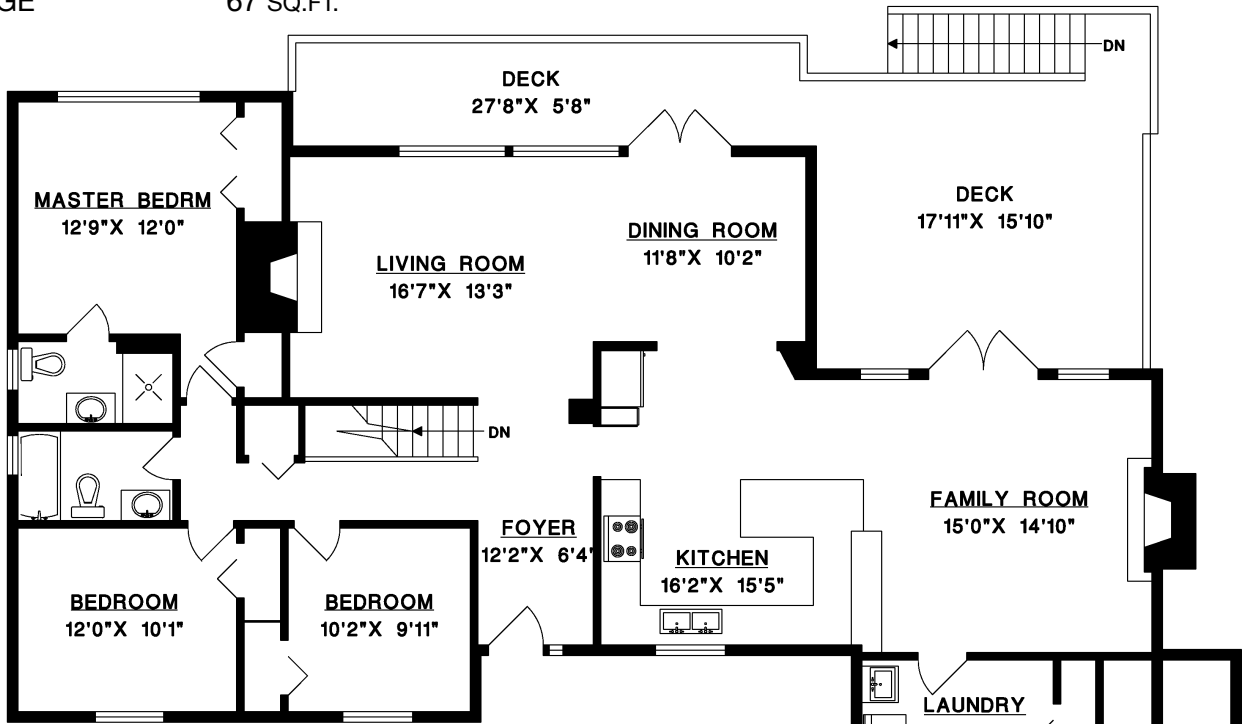 GE 67 SQ.FT.
DN
DECK
27'8"X 5'8"
MASTER BEDRM
12'9"X 12'0"
DECK
17'11"X 15'10"
DINING ROOM
11'8"X 10'2"
LIVING ROOM
16'7"X 13'3"
DN
FAMILY ROOM
15'0"X 14'10"
FOYER
12'2"X 6'4"
KITCHEN
16'2"X 15'5"
BEDROOM
12'0"X 10'1"
BEDROOM
10'2"X 9'11"
LAUNDRY